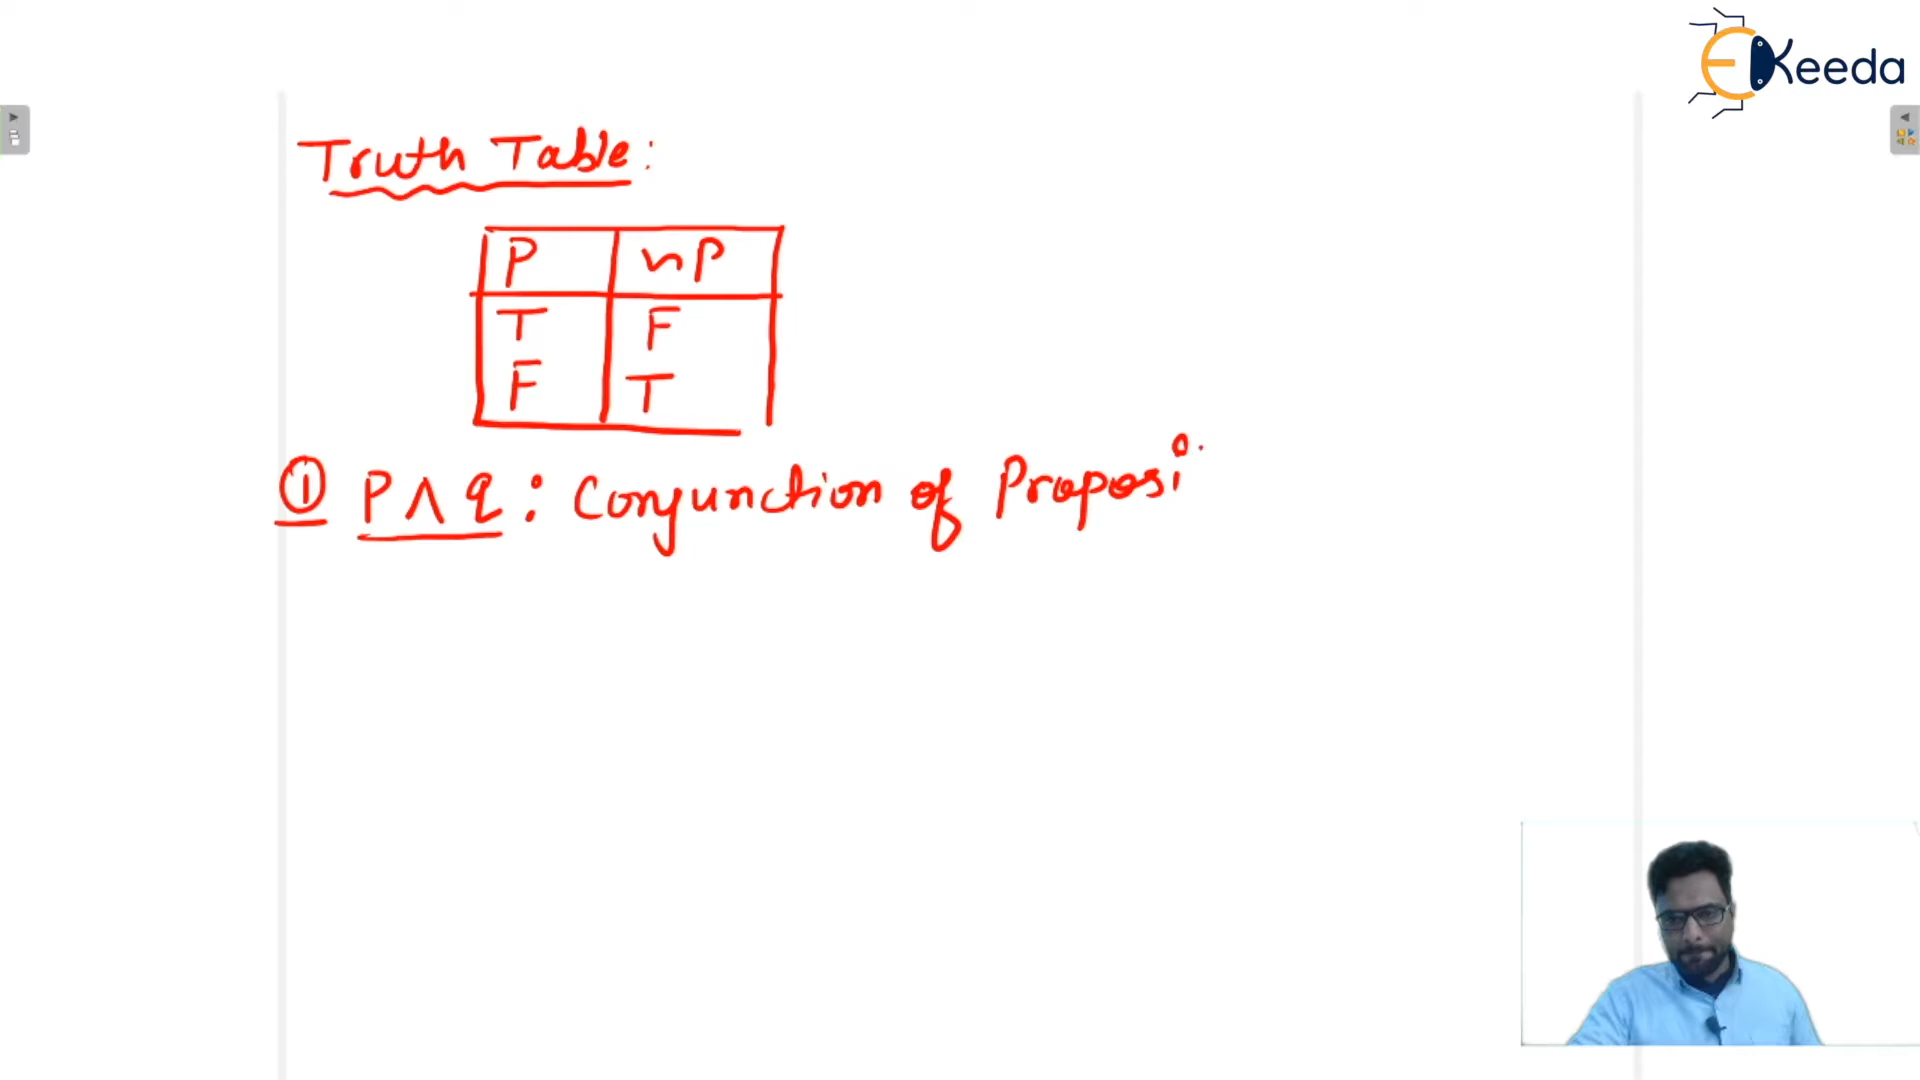 EKeeda
Truth Table:
P ~P
T F
F T
① P ∧ q : Conjunction of Proposi